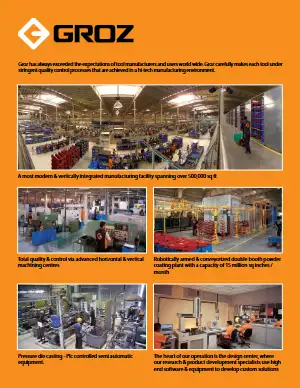 GROZ
Groz has always exceeded the expectations of tool manufacturers and users world wide. Groz carefully makes each tool under
stringent quality control processes that are achieved in a hi-tech manufacturing environment.
A most modern & vertically integrated manufacturing facility spanning over 500,000 sq ft
Total quality & control via advanced horizontal & vertical
machining centres
Robotically armed & conveyorized double booth powder
coating plant with a capacity of 15 million sq inches /
month
Pressure die casting - Plc controlled semi automatic
equipment.
The heart of our operation is the design center, where
our research & product development specialists use high
end software & equipment to develop custom solutions